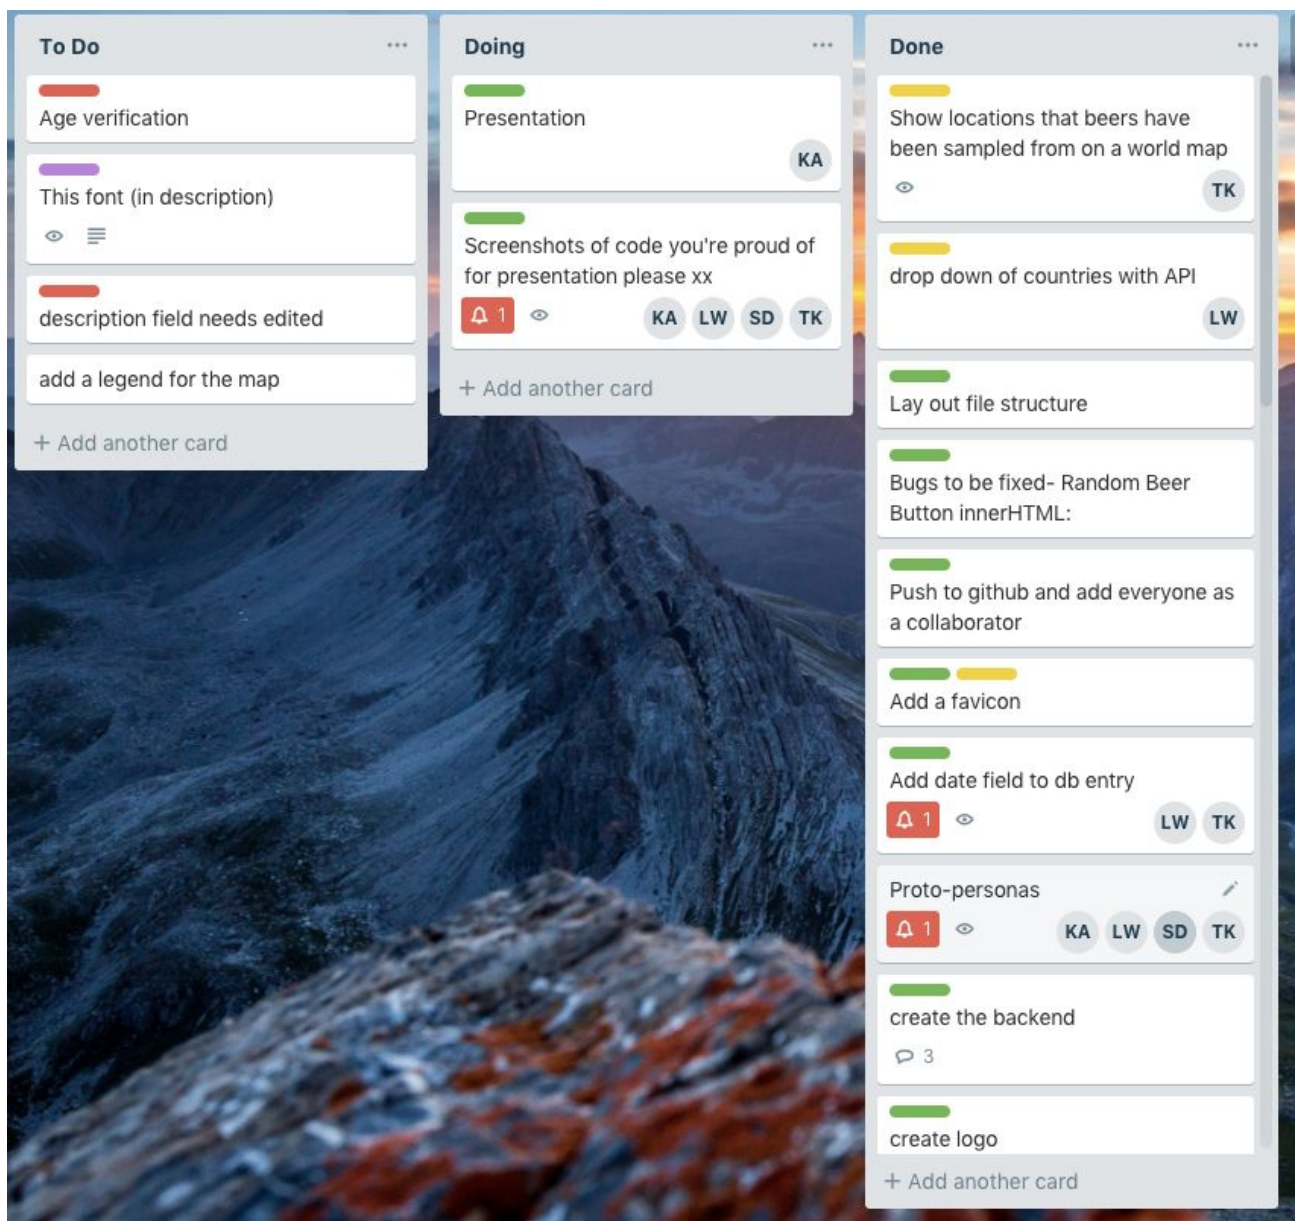 To Do
Age verification
This font (in description)
description field needs edited
add a legend for the map
+ Add another card
Doing
Presentation
KA
Screenshots of code you're proud of
for presentation please xx
1
KA LW SD TK
+ Add another card
Done
Show locations that beers have
been sampled from on a world map
TK
drop down of countries with API
LW
Lay out file structure
Bugs to be fixed- Random Beer
Button innerHTML:
Push to github and add everyone as
a collaborator
Add a favicon
Add date field to db entry
1
LW TK
Proto-personas
1
KA LW SD TK
create the backend
3
create logo
+ Add another card